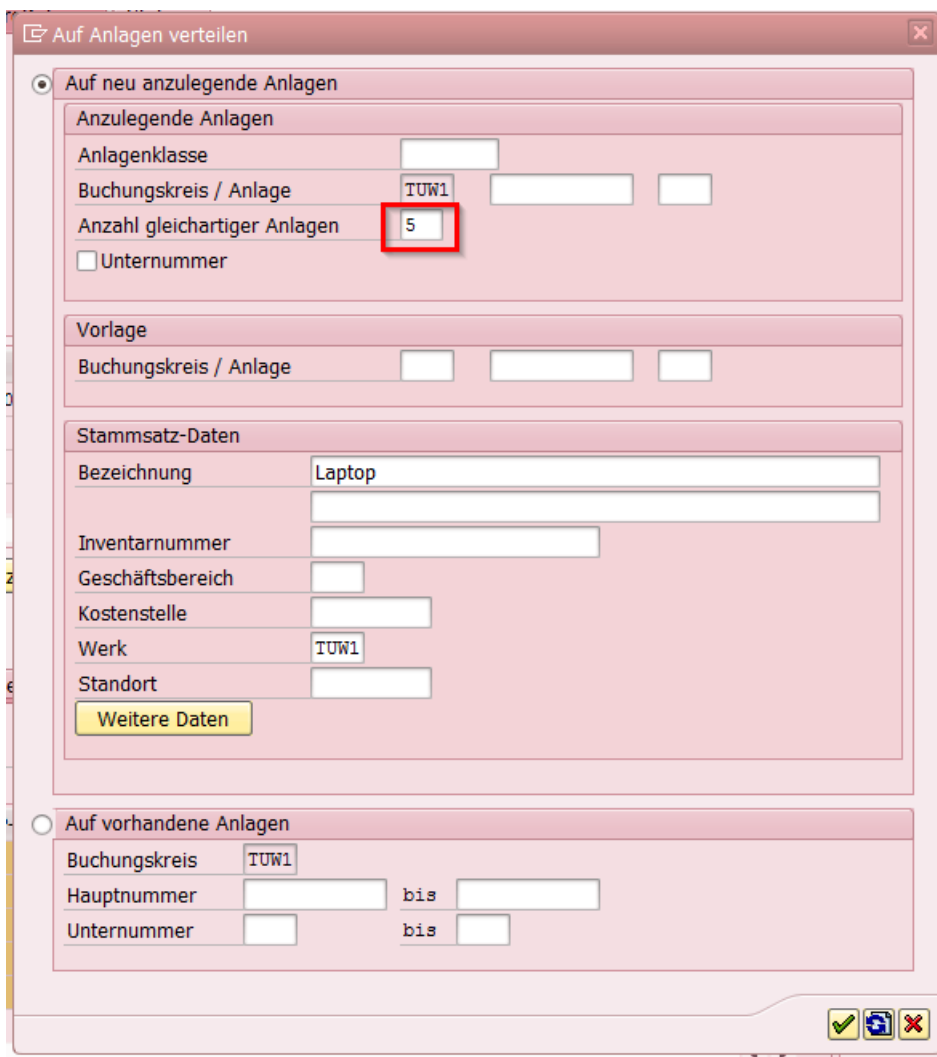 Auf Anlagen verteilen
Auf neu anzulegende Anlagen
Anzulegende Anlagen
Anlagenklasse
Buchungskreis / Anlage TUW1
Anzahl gleichartiger Anlagen 5
Unternummer
Vorlage
Buchungskreis / Anlage
Stammsatz-Daten
Bezeichnung Laptop
Inventarnummer
Geschäftsbereich
Kostenstelle
Werk TUW1
Standort
Weitere Daten
Auf vorhandene Anlagen
Buchungskreis TUW1
Hauptnummer bis
Unternummer bis